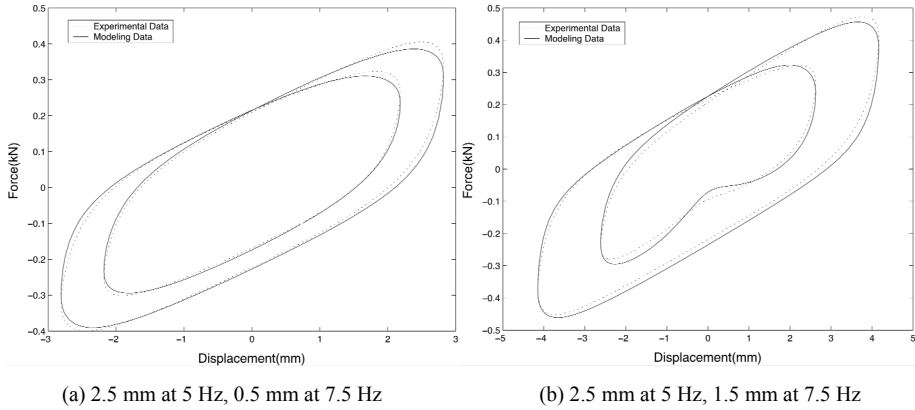 Experimental Data
Modeling Data
0.5
0.4
0.3
0.2
0.1
0
−0.1
−0.2
−0.3
−0.4
Force(kN)
−3 −2 −1 0 1 2 3
Displacement(mm)
Experimental Data
Modeling Data
0.5
0.4
0.3
0.2
0.1
0
−0.1
−0.2
−0.3
−0.4
−0.5
Force(kN)
−5 −4 −3 −2 −1 0 1 2 3 4 5
Displacement(mm)
(a) 2.5 mm at 5 Hz, 0.5 mm at 7.5 Hz
(b) 2.5 mm at 5 Hz, 1.5 mm at 7.5 Hz